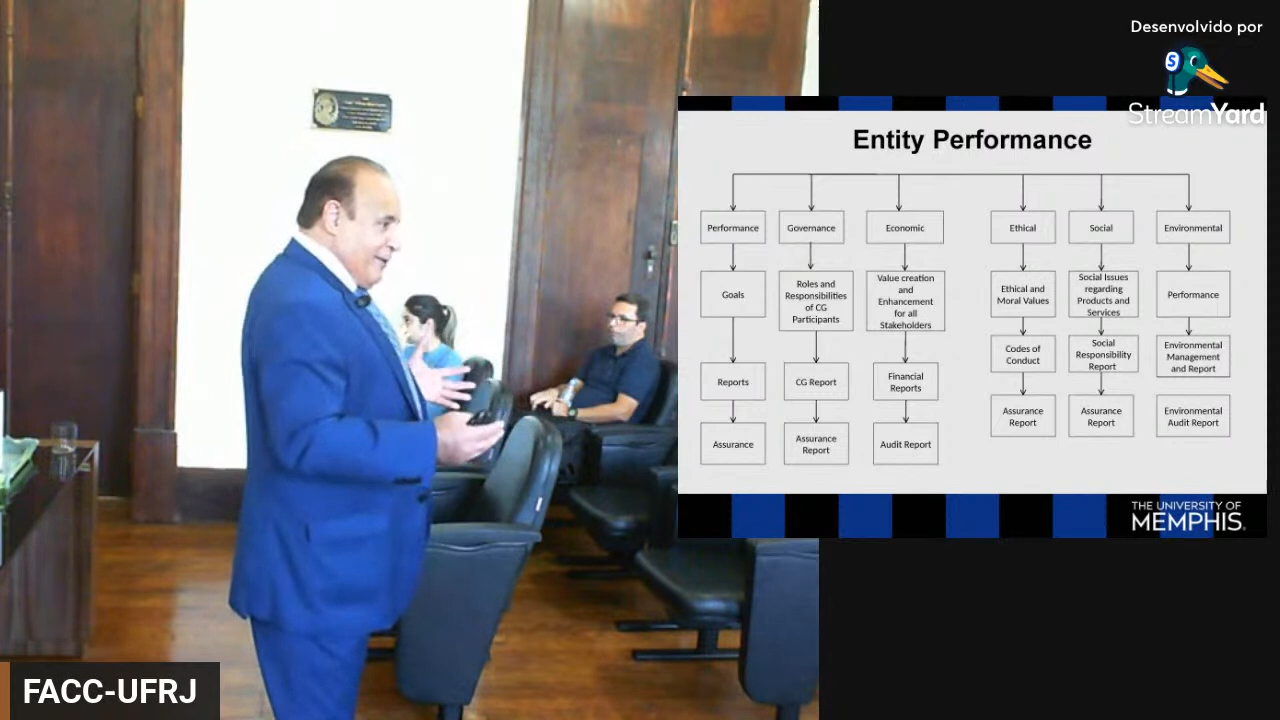 Desenvolvido por
StreamYard
Entity Performance
Performance
Governance
Economic
Ethical
Social
Environmental
Goals
Roles and
Responsibilities
of CG
Participants
Value creation
and
Enhancement
for all
Stakeholders
Ethical and
Moral Values
Social Issues
regarding
Products and
Services
Performance
Codes of
Conduct
Social
Responsibility
Report
Environmental
Management
and Report
Reports
CG Report
Financial
Reports
Assurance
Report
Assurance
Report
Environmental
Audit Report
Assurance
Assurance
Report
Audit Report
THE UNIVERSITY OF
MEMPHIS.
FACC-UFRJ